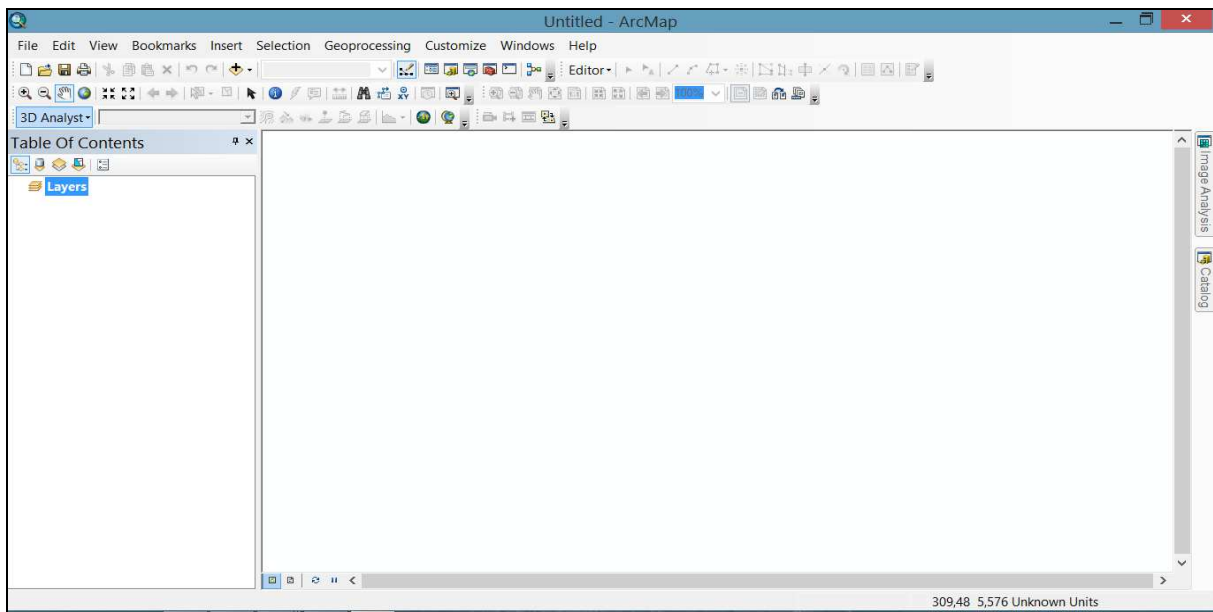 Untitled - ArcMap
File Edit View Bookmarks Insert Selection Geoprocessing Customize Windows Help
Editor
100%
3D Analyst
Table Of Contents
Layers
Image Analysis
Catalog
309,48 5,576 Unknown Units